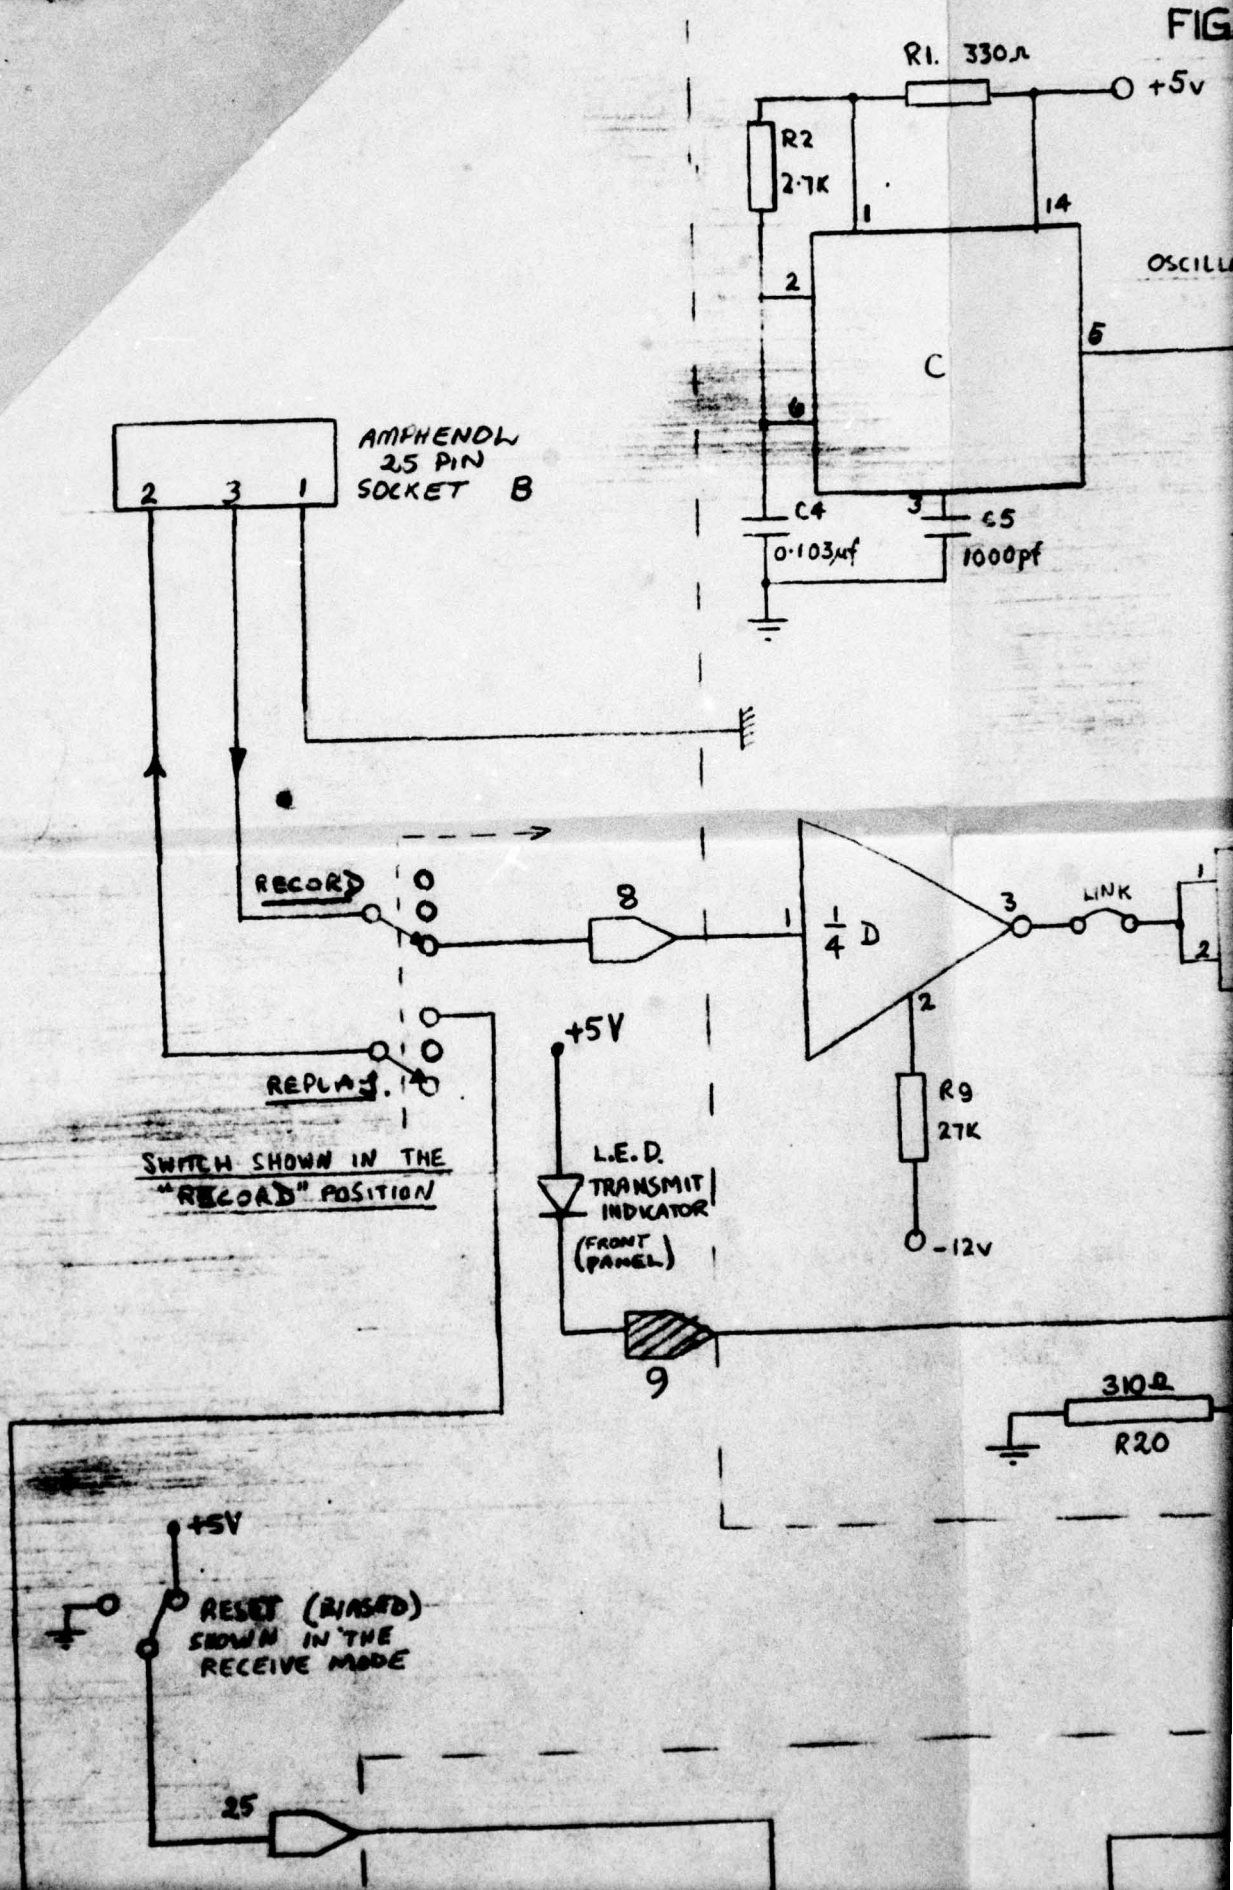 FIG
R1. 330Ω
+5v
R2
2.7K
1
14
2
OSCILL
5
C
6
AMPHENOL
25 PIN
SOCKET B
2 3 1
3
C4
C5
0.103µf
1000pf
RECORD
8
1
1/4 D
3
LINK
1
2
2
+5V
REPLAY.
R9
27K
SWITCH SHOWN IN THE
"RECORD" POSITION
L.E.D.
TRANSMIT
INDICATOR
(FRONT
PANEL)
-12v
9
310Ω
R20
+5V
RESET (BIASED)
SHOWN IN THE
RECEIVE MODE
25